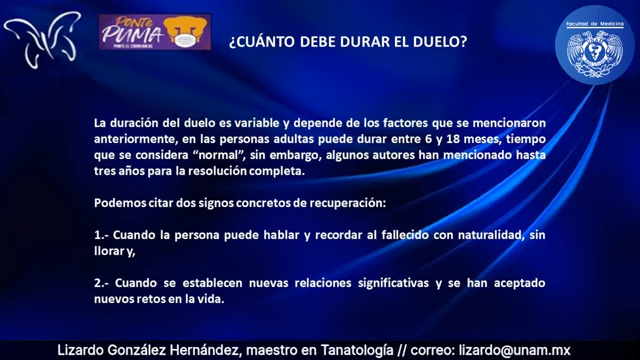 PONTE
PUMA
PONTE EL CUBREBOCAS
¿CUÁNTO DEBE DURAR EL DUELO?
Facultad de Medicina
La duración del duelo es variable y depende de los factores que se mencionaron
anteriormente, en las personas adultas puede durar entre 6 y 18 meses, tiempo
que se considera “normal”, sin embargo, algunos autores han mencionado hasta
tres años para la resolución completa.
Podemos citar dos signos concretos de recuperación:
1.- Cuando la persona puede hablar y recordar al fallecido con naturalidad, sin
llorar y,
2.- Cuando se establecen nuevas relaciones significativas y se han aceptado
nuevos retos en la vida.
Lizardo González Hernández, maestro en Tanatología // correo: lizardo@unam.mx